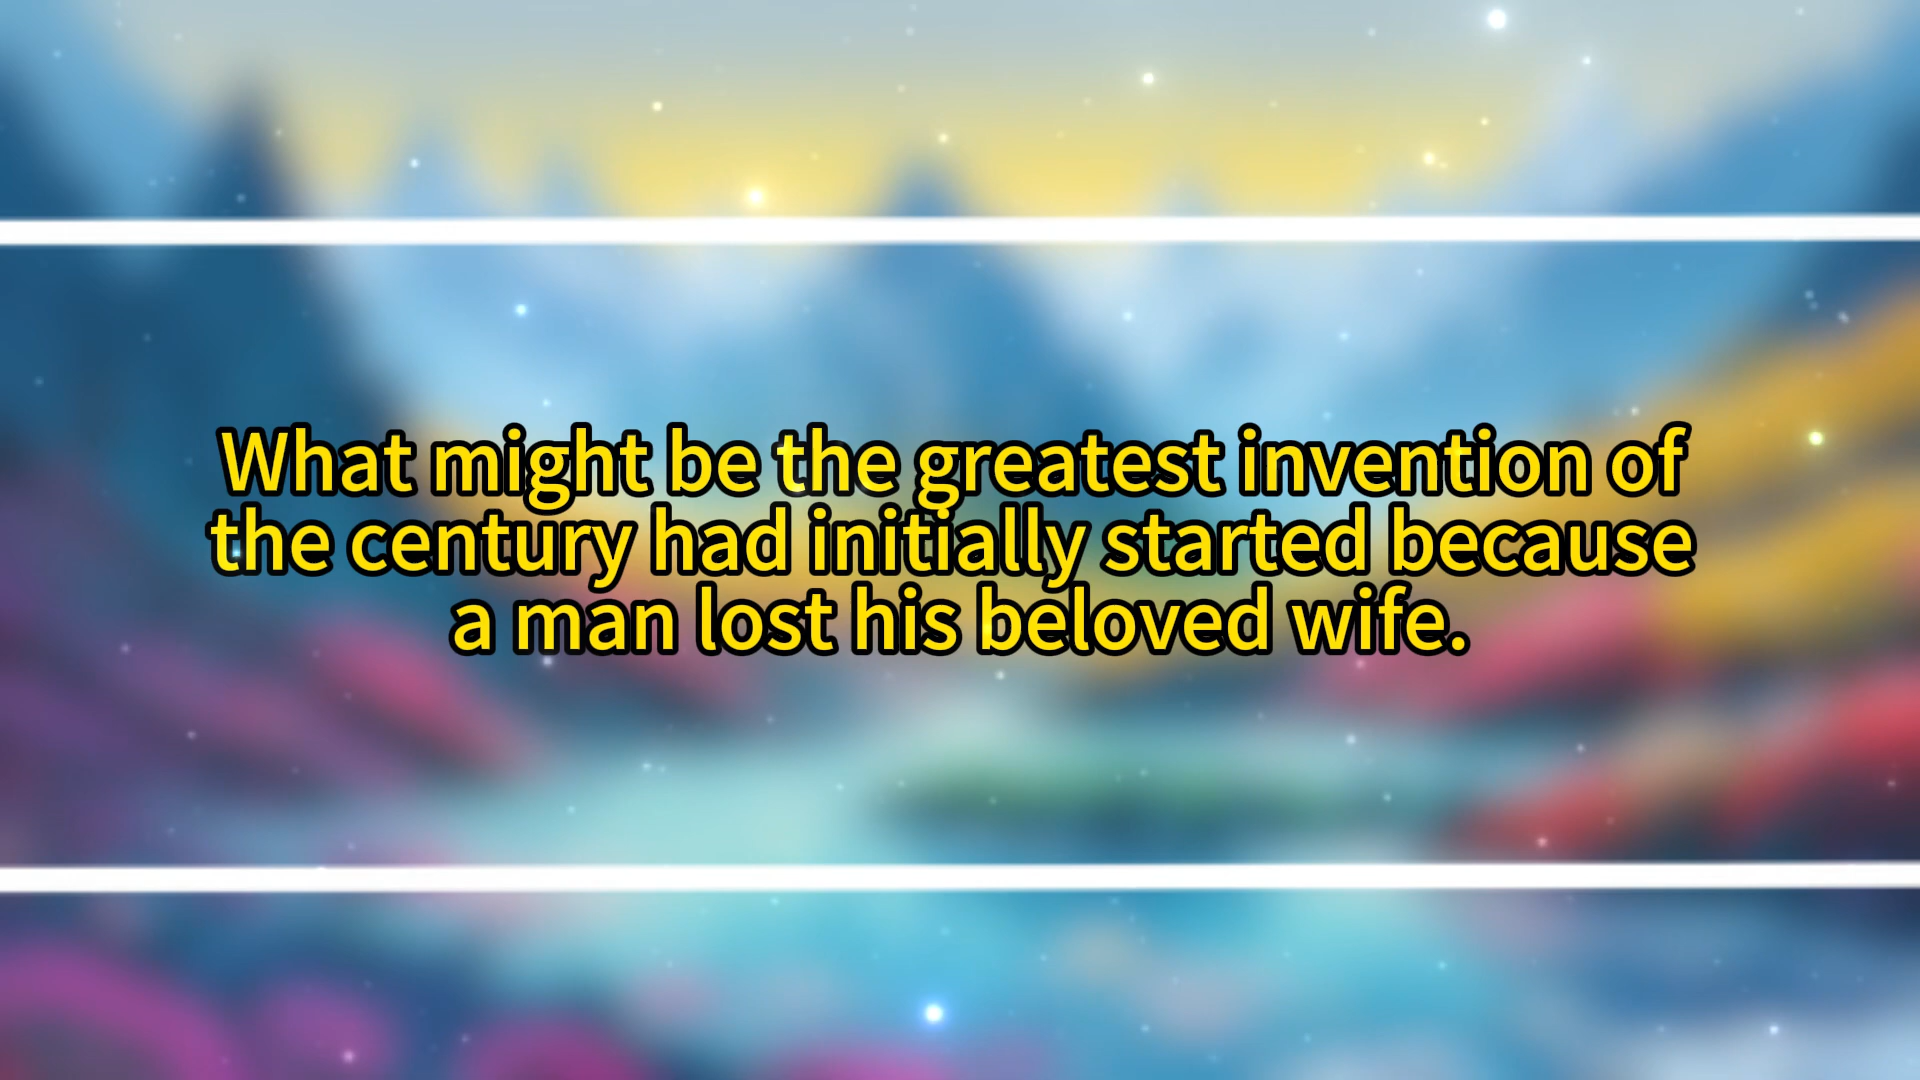 What might be the greatest invention of
the century had initially started because
a man lost his beloved wife.